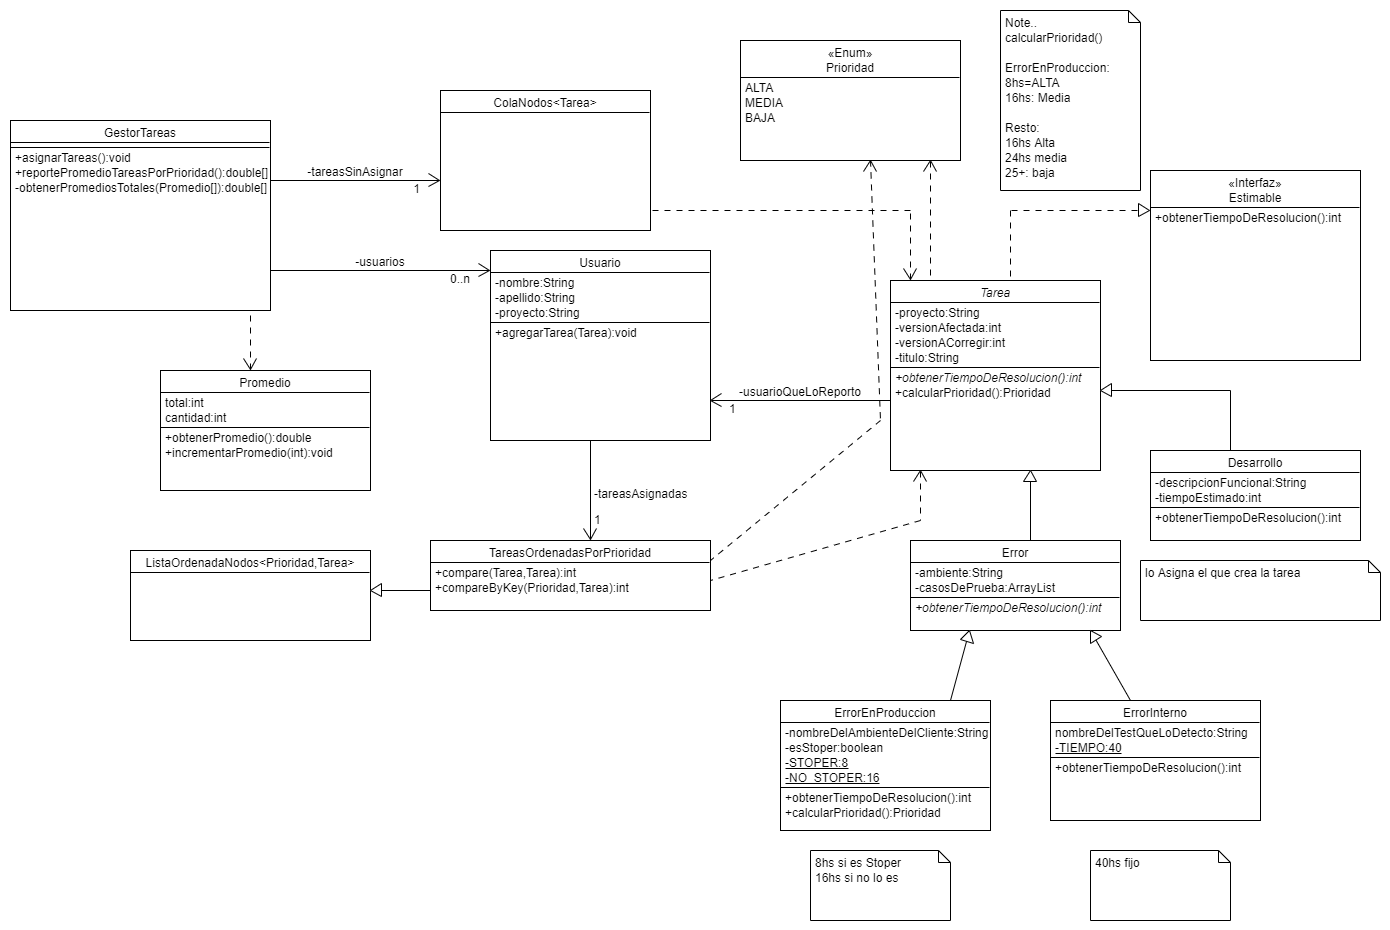 Note..
calcularPrioridad()
ErrorEnProduccion:
8hs=ALTA
16hs: Media
Resto:
16hs Alta
24hs media
25+: baja
«Enum»
Prioridad
ALTA
MEDIA
BAJA
ColaNodos<Tarea>
GestorTareas
+asignarTareas():void
+reportePromedioTareasPorPrioridad():double[]
-obtenerPromediosTotales(Promedio[]):double[]
-tareasSinAsignar
1
«Interfaz»
Estimable
+obtenerTiempoDeResolucion():int
-usuarios
0..n
Usuario
-nombre:String
-apellido:String
-proyecto:String
+agregarTarea(Tarea):void
Tarea
-proyecto:String
-versionAfectada:int
-versionACorregir:int
-titulo:String
+obtenerTiempoDeResolucion():int
+calcularPrioridad():Prioridad
-usuarioQueLoReporto
1
Promedio
total:int
cantidad:int
+obtenerPromedio():double
+incrementarPromedio(int):void
Desarrollo
-descripcionFuncional:String
-tiempoEstimado:int
+obtenerTiempoDeResolucion():int
-tareasAsignadas
1
ListaOrdenadaNodos<Prioridad,Tarea>
TareasOrdenadasPorPrioridad
+compare(Tarea,Tarea):int
+compareByKey(Prioridad,Tarea):int
Error
-ambiente:String
-casosDePrueba:ArrayList
+obtenerTiempoDeResolucion():int
lo Asigna el que crea la tarea
ErrorEnProduccion
-nombreDelAmbienteDelCliente:String
-esStoper:boolean
-STOPER:8
-NO_STOPER:16
+obtenerTiempoDeResolucion():int
+calcularPrioridad():Prioridad
ErrorInterno
nombreDelTestQueLoDetecto:String
-TIEMPO:40
+obtenerTiempoDeResolucion():int
8hs si es Stoper
16hs si no lo es
40hs fijo